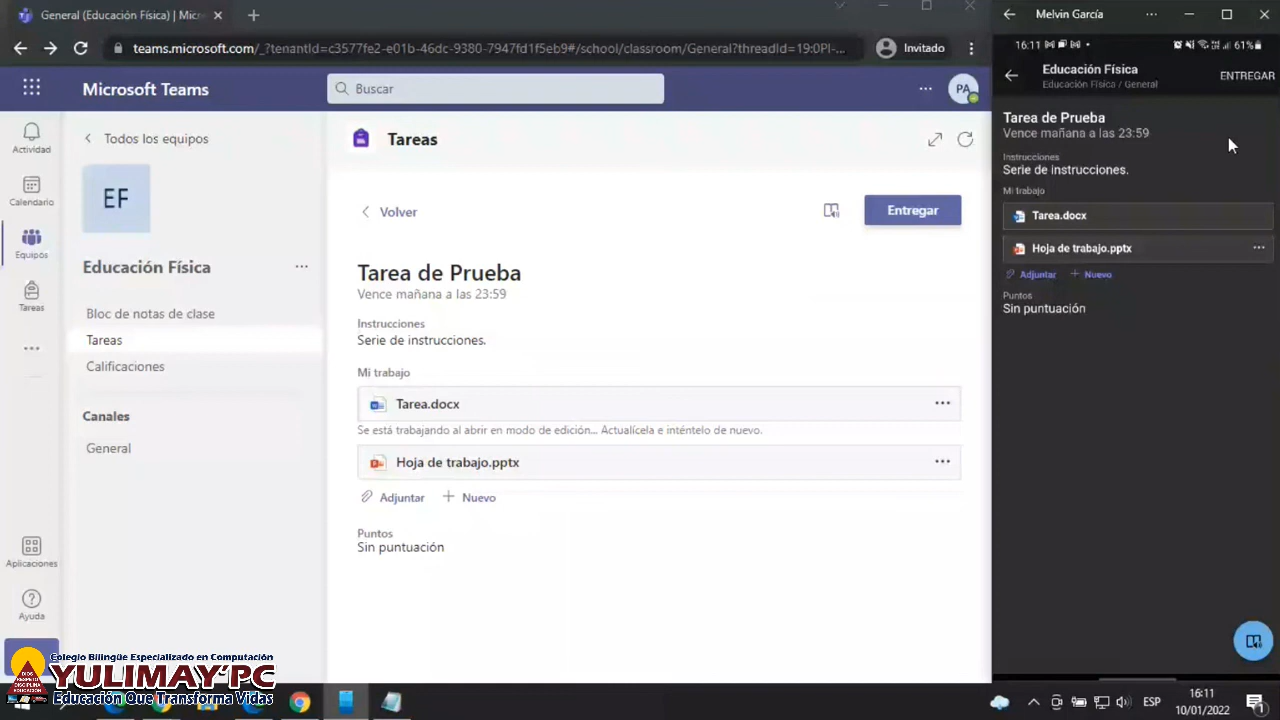 General (Educación Física) | Micr
teams.microsoft.com/_?tenantId=c3577fe2-e01b-46dc-9380-7947fd1f5eb9#/school/classroom/General?threadId=19:0PI-...
Invitado
Microsoft Teams
Buscar
PA
Actividad
Calendario
Equipos
Tareas
Aplicaciones
Ayuda
Todos los equipos
EF
Educación Física
Bloc de notas de clase
Tareas
Calificaciones
Canales
General
Tareas
Volver
Entregar
Tarea de Prueba
Vence mañana a las 23:59
Instrucciones
Serie de instrucciones.
Mi trabajo
Tarea.docx
Se está trabajando al abrir en modo de edición... Actualícela e inténtelo de nuevo.
Hoja de trabajo.pptx
Adjuntar
Nuevo
Puntos
Sin puntuación
Melvin García
16:11
61%
Educación Física
Educación Física / General
ENTREGAR
Tarea de Prueba
Vence mañana a las 23:59
Instrucciones
Serie de instrucciones.
Mi trabajo
Tarea.docx
Hoja de trabajo.pptx
Adjuntar
Nuevo
Puntos
Sin puntuación
Colegio Bilingüe Especializado en Computación
YULIMAY'PC
Educación Que Transforma Vidas
DIOS
RESPETO
DISCIPLINA
EDUCACIÓN
ESP
16:11
10/01/2022
1